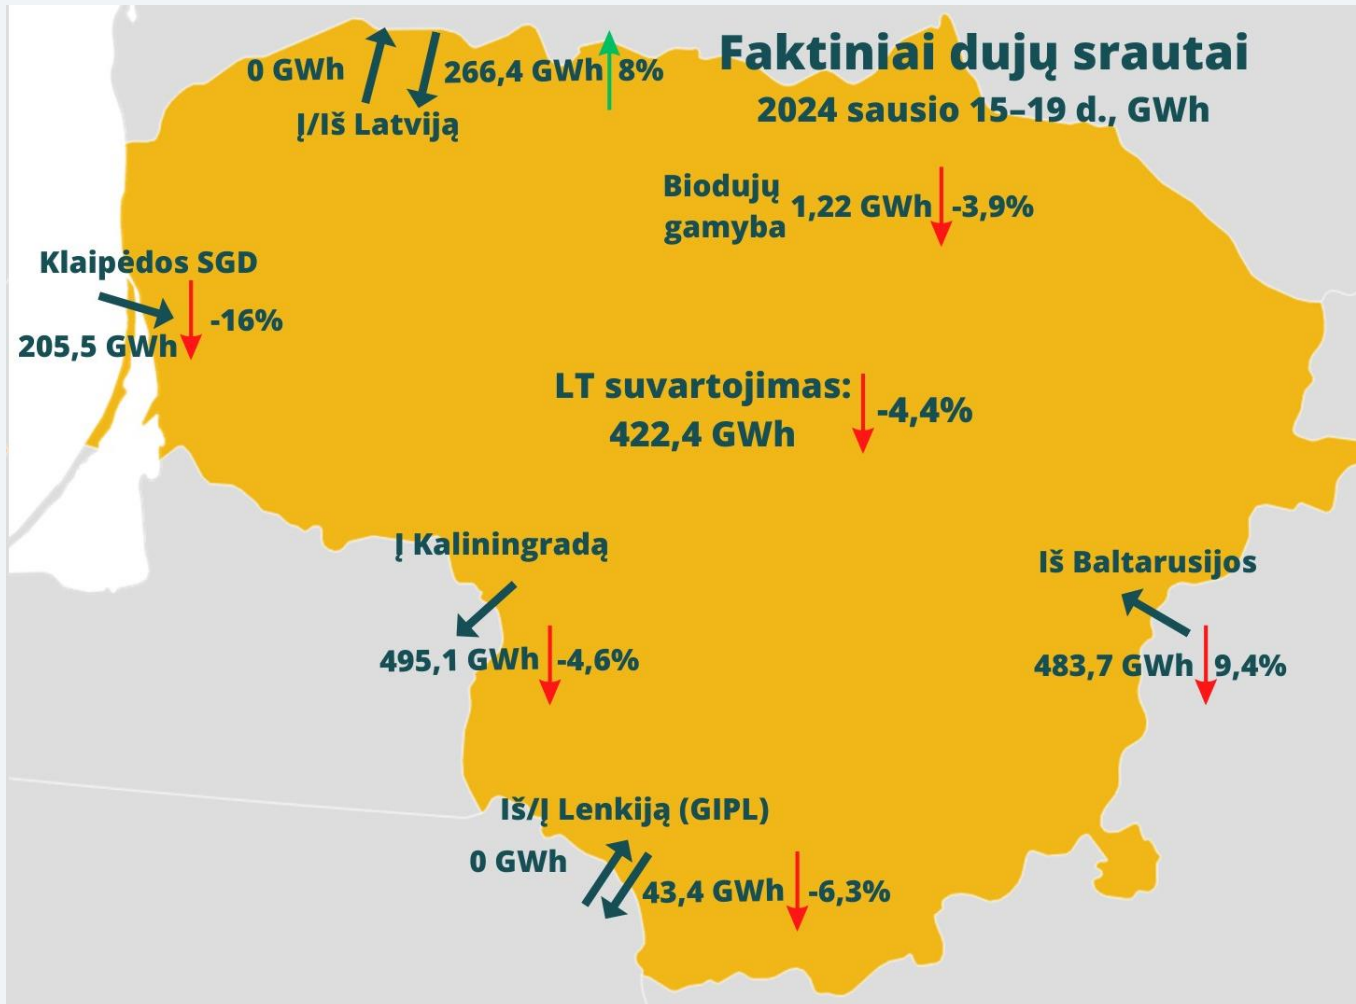 Faktiniai dujų srautai
2024 sausio 15–19 d., GWh
0 GWh
266,4 GWh 8%
Į/Iš Latviją
Biodujų
gamyba
1,22 GWh -3,9%
Klaipėdos SGD
-16%
205,5 GWh
LT suvartojimas:
422,4 GWh
-4,4%
Į Kaliningradą
495,1 GWh -4,6%
Iš Baltarusijos
483,7 GWh 9,4%
Iš/Į Lenkiją (GIPL)
0 GWh
43,4 GWh -6,3%